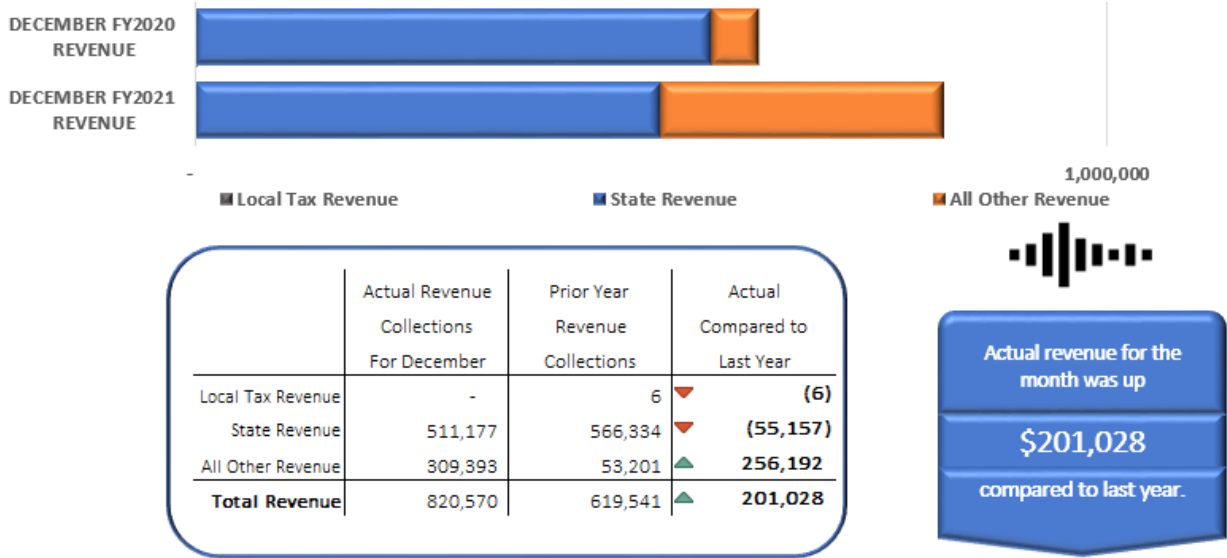 DECEMBER FY2020
REVENUE
DECEMBER FY2021
REVENUE
-
1,000,000
Local Tax Revenue
State Revenue
All Other Revenue
Actual Revenue
Collections
For December
Prior Year
Revenue
Collections
Actual
Compared to
Last Year
Local Tax Revenue - 6 (6)
State Revenue 511,177 566,334 (55,157)
All Other Revenue 309,393 53,201 256,192
Total Revenue 820,570 619,541 201,028
Actual revenue for the
month was up
$201,028
compared to last year.